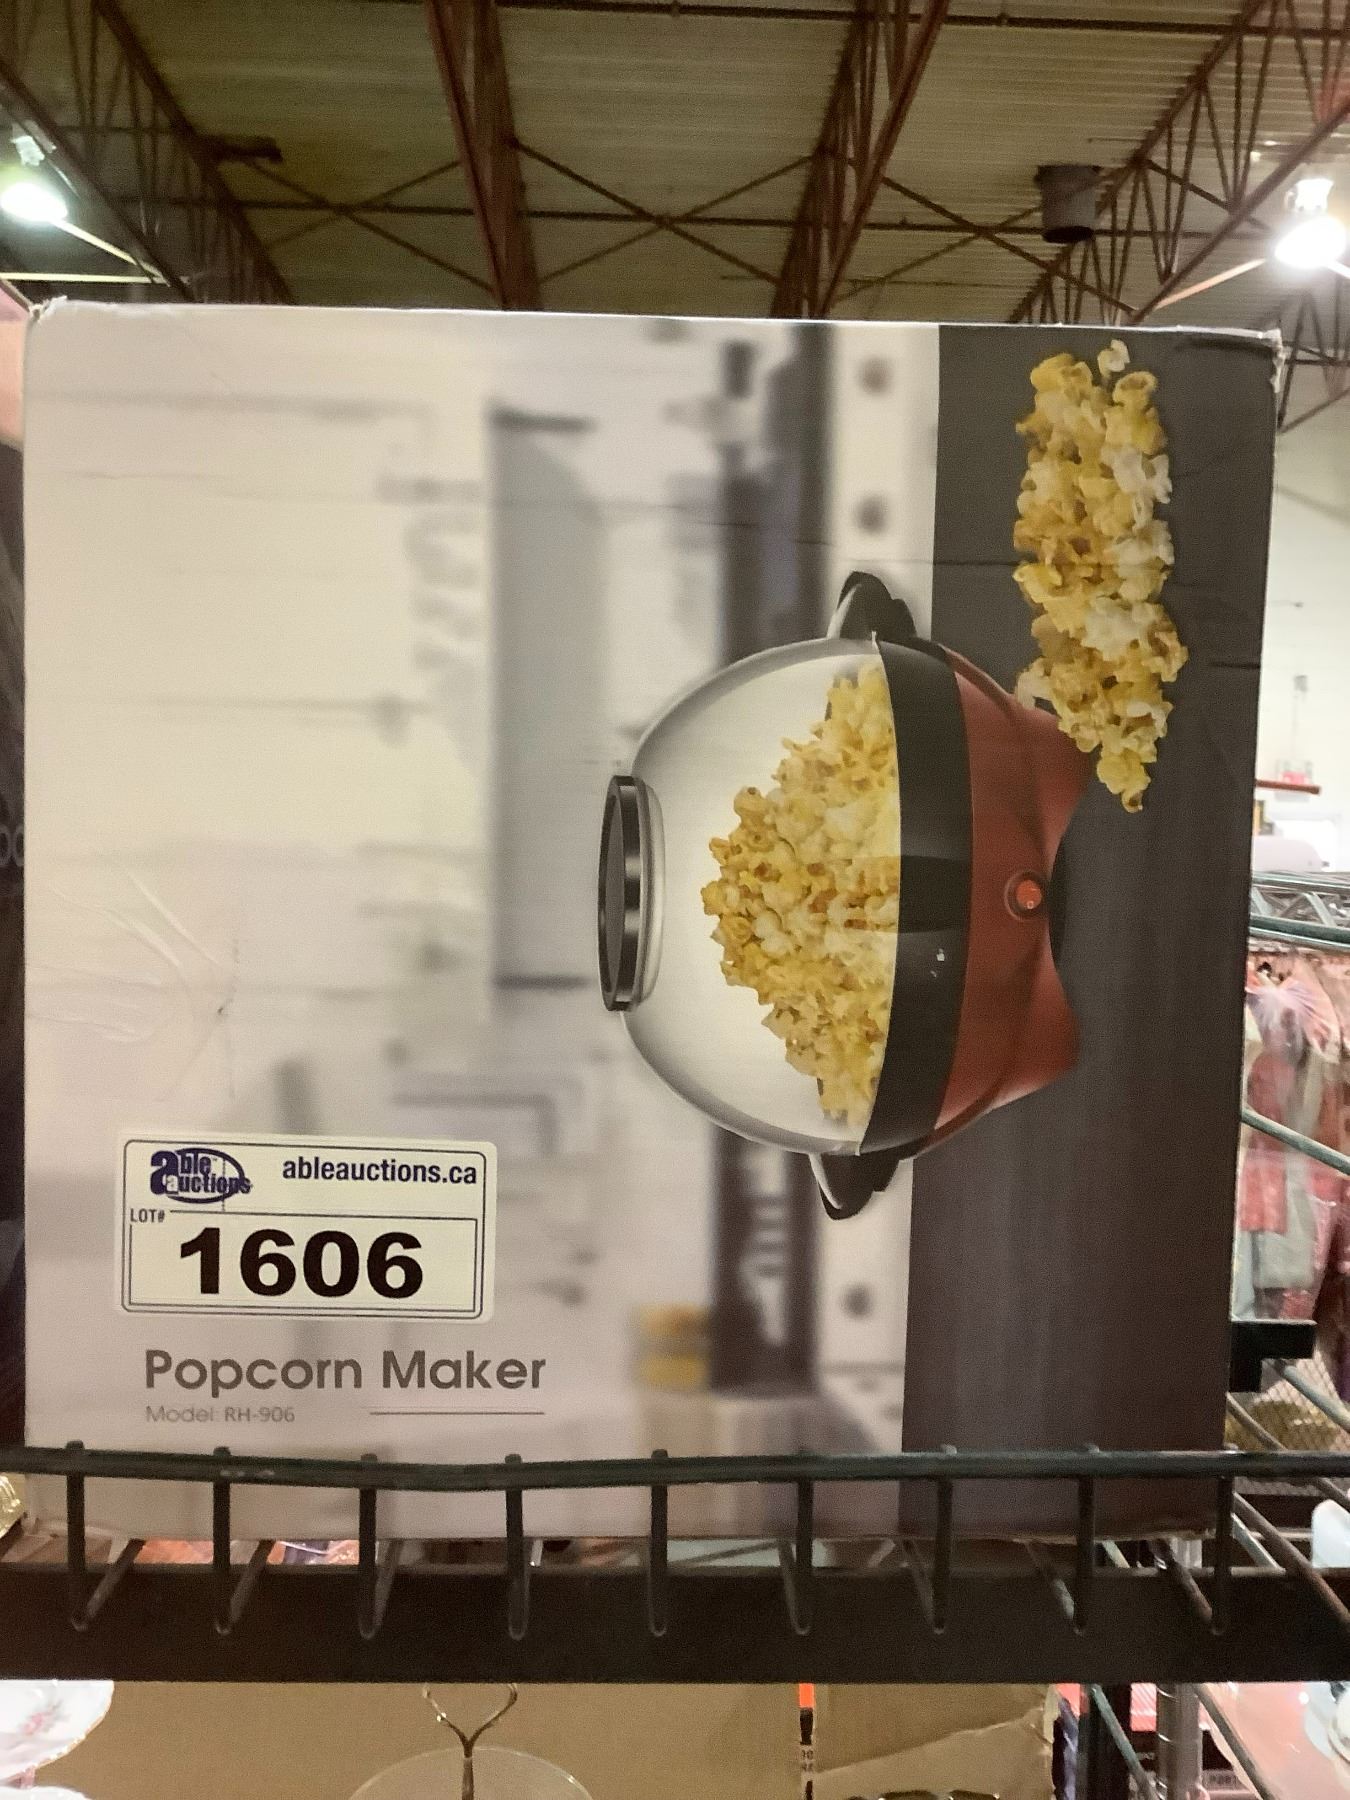 able
auctions
ableauctions.ca
LOT#
1606
Popcorn Maker
Model: RH-906